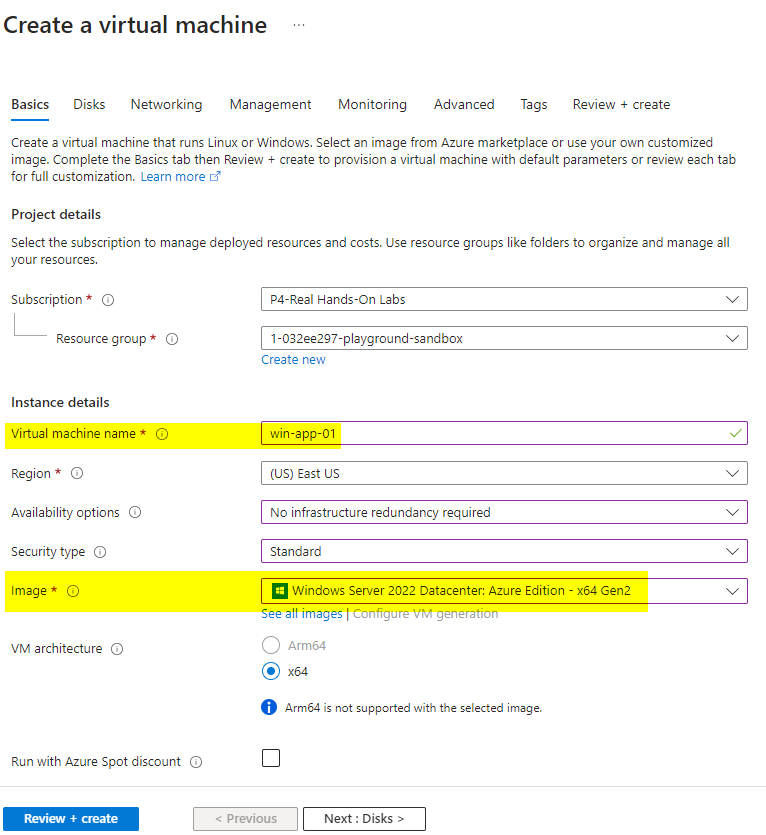 Create a virtual machine ...
Basics Disks Networking Management Monitoring Advanced Tags Review + create
Create a virtual machine that runs Linux or Windows. Select an image from Azure marketplace or use your own customized
image. Complete the Basics tab then Review + create to provision a virtual machine with default parameters or review each tab
for full customization. Learn more
Project details
Select the subscription to manage deployed resources and costs. Use resource groups like folders to organize and manage all
your resources.
Subscription * P4-Real Hands-On Labs
Resource group * 1-032ee297-playground-sandbox
Create new
Instance details
Virtual machine name * win-app-01
Region * (US) East US
Availability options No infrastructure redundancy required
Security type Standard
Image * Windows Server 2022 Datacenter: Azure Edition - x64 Gen2
See all images | Configure VM generation
VM architecture Arm64
x64
Arm64 is not supported with the selected image.
Run with Azure Spot discount
Review + create < Previous Next : Disks >